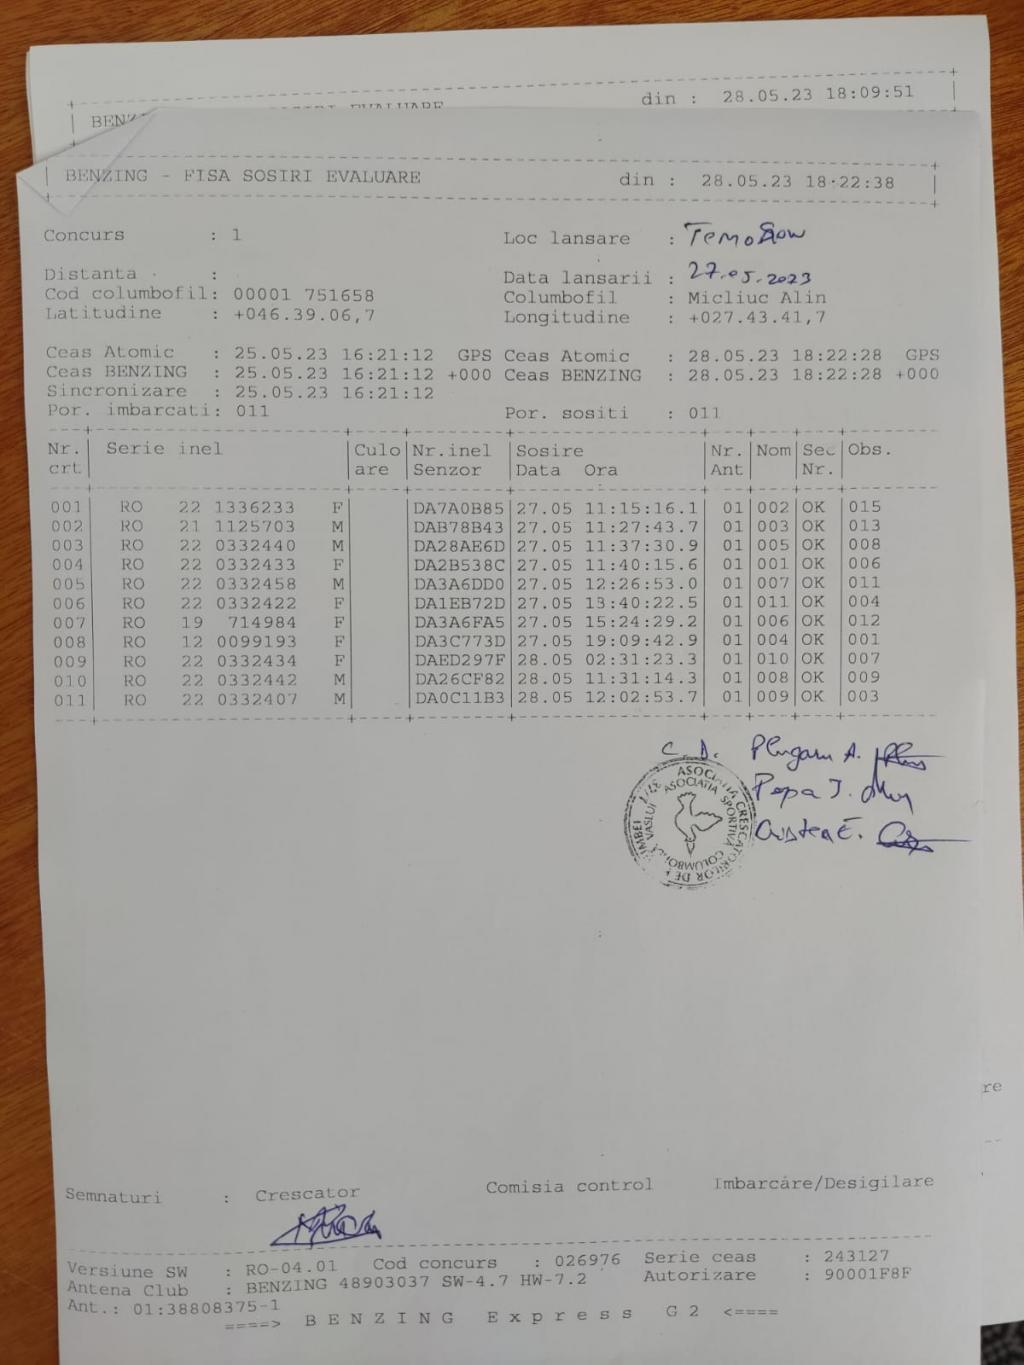 din : 28.05.23 18:09:51
BENZING - FISA SOSIRI EVALUARE din : 28.05.23 18:22:38
Concurs : 1 Loc lansare :
Distanta : Data lansarii : 27.05.2023
Cod columbofil: 00001 751658 Columbofil : Micliuc Alin
Latitudine : +046.39.06,7 Longitudine : +027.43.41,7
Ceas Atomic : 25.05.23 16:21:12 GPS Ceas Atomic : 28.05.23 18:22:28 GPS
Ceas BENZING : 25.05.23 16:21:12 +000 Ceas BENZING : 28.05.23 18:22:28 +000
Sincronizare : 25.05.23 16:21:12
Por. imbarcati: 011 Por. sositi : 011
Nr. Serie inel Culo Nr.inel Sosire Nr. Nom Sec Obs.
crt are Senzor Data Ora Ant Nr.
001 RO 22 1336233 F DA7A0B85 27.05 11:15:16.1 01 002 OK 015
002 RO 21 1125703 M DAB78B43 27.05 11:27:43.7 01 003 OK 013
003 RO 22 0332440 M DA28AE6D 27.05 11:37:30.9 01 005 OK 008
004 RO 22 0332433 F DA2B538C 27.05 11:40:15.6 01 001 OK 006
005 RO 22 0332458 M DA3A6DD0 27.05 12:26:53.0 01 007 OK 011
006 RO 22 0332422 F DA1EB72D 27.05 13:40:22.5 01 011 OK 004
007 RO 19 714984 F DA3A6FA5 27.05 15:24:29.2 01 006 OK 012
008 RO 12 0099193 F DA3C773D 27.05 19:09:42.9 01 004 OK 001
009 RO 22 0332434 F DAED297F 28.05 02:31:23.3 01 010 OK 007
010 RO 22 0332442 M DA26CF82 28.05 11:31:14.3 01 008 OK 009
011 RO 22 0332407 M DA0C11B3 28.05 12:02:53.7 01 009 OK 003
C. D. Plugaru A.
Popa I.
Cristea E.
ASOCIATIA CRESCATORILOR DE
ASOCIATIA SPORTIVA COLUMBOFILA VASLUI
Semnaturi : Crescator Comisia control Imbarcare/Desigilare
Versiune SW : RO-04.01 Cod concurs : 026976 Serie ceas : 243127
Antena Club : BENZING 48903037 SW-4.7 HW-7.2 Autorizare : 90001F8F
Ant.: 01:38808375-1
====> BENZING Express G2 <====